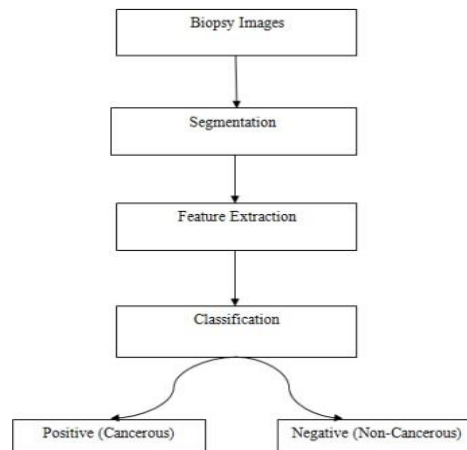 Biopsy Images
Segmentation
Feature Extraction
Classification
Positive (Cancerous)
Negative (Non-Cancerous)